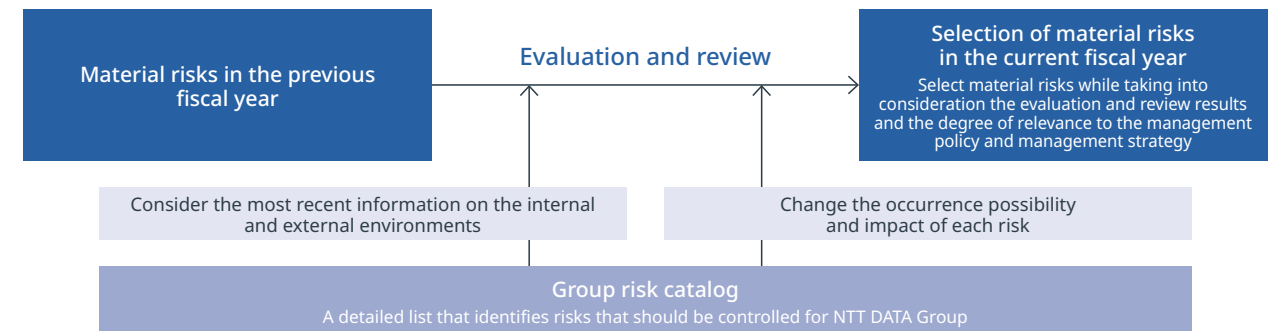 Material risks in the previous
fiscal year
Evaluation and review
Selection of material risks
in the current fiscal year
Select material risks while taking into
consideration the evaluation and review results
and the degree of relevance to the management
policy and management strategy
Consider the most recent information on the internal
and external environments
Change the occurrence possibility
and impact of each risk
Group risk catalog
A detailed list that identifies risks that should be controlled for NTT DATA Group